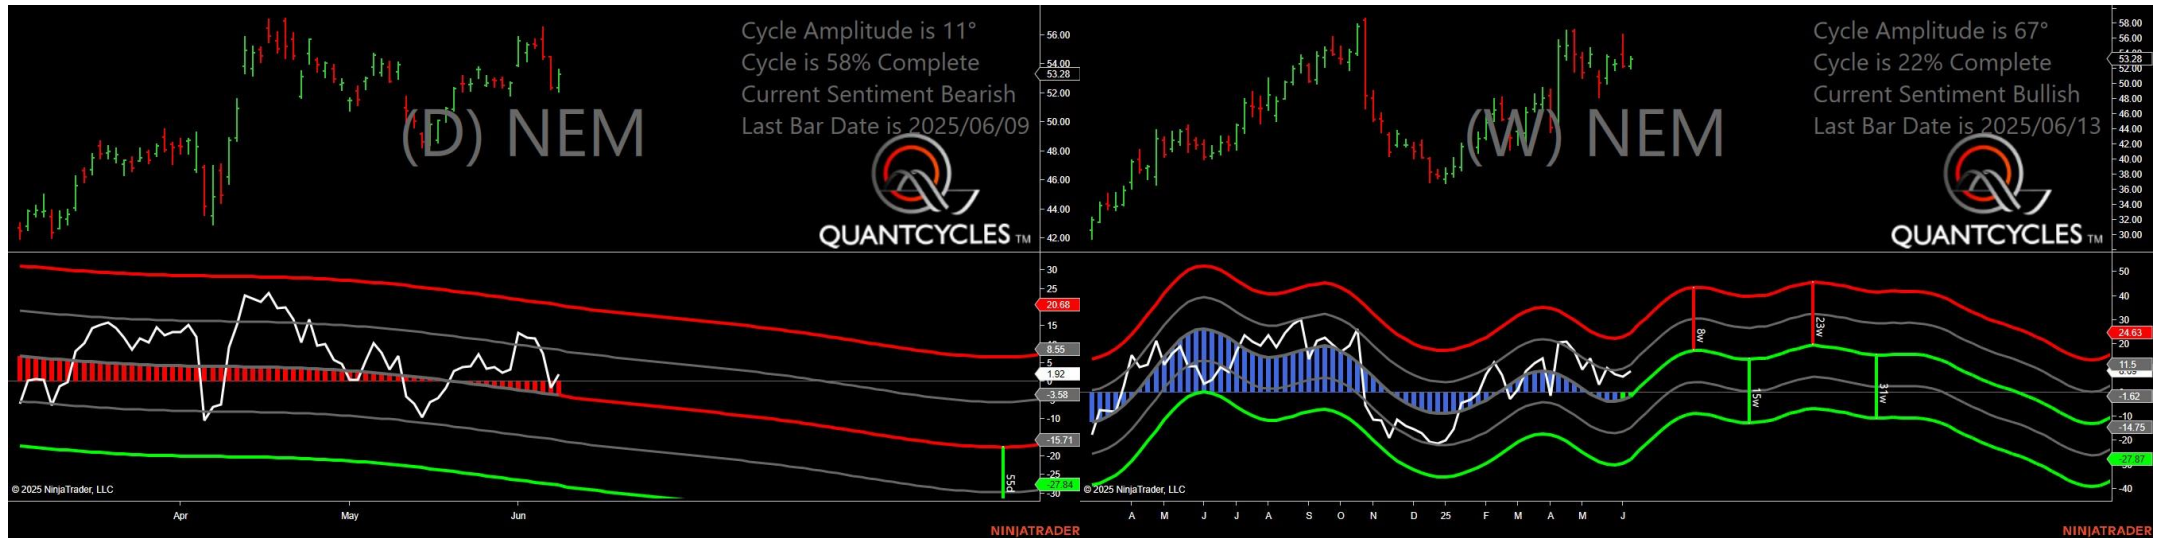 Cycle Amplitude is 11°
Cycle is 58% Complete
Current Sentiment Bearish
Last Bar Date is 2025/06/09
(D) NEM
QUANTCYCLES TM
56.00
54.00
53.28
52.00
50.00
48.00
46.00
44.00
42.00
30
25
20.68
15
8.55
5
1.92
-3.58
-10
-15.71
-20
-25
-27.84
-30
55d
© 2025 NinjaTrader, LLC
Apr May Jun
NINJATRADER
Cycle Amplitude is 67°
Cycle is 22% Complete
Current Sentiment Bullish
Last Bar Date is 2025/06/13
(W) NEM
QUANTCYCLES TM
58.00
56.00
53.28
52.00
50.00
48.00
46.00
44.00
42.00
40.00
38.00
36.00
34.00
32.00
30.00
50
40
30
24.63
20
11.5
-1.62
-10
-14.75
-20
-27.87
-40
8w
23w
15w
31w
© 2025 NinjaTrader, LLC
A M J J A S O N D 25 F M A M J
NINJATRADER